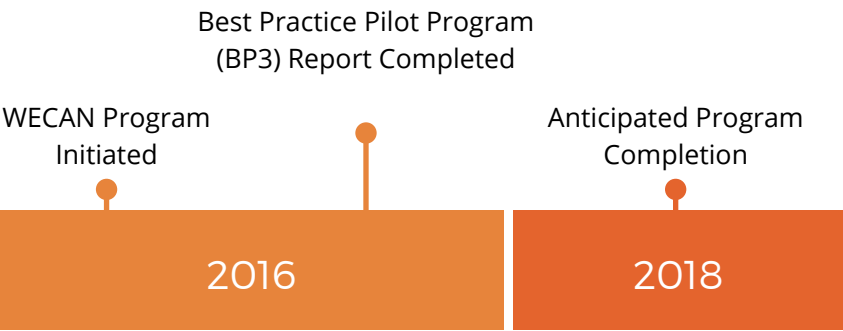 Best Practice Pilot Program
(BP3) Report Completed
WECAN Program
Initiated
Anticipated Program
Completion
2016
2018